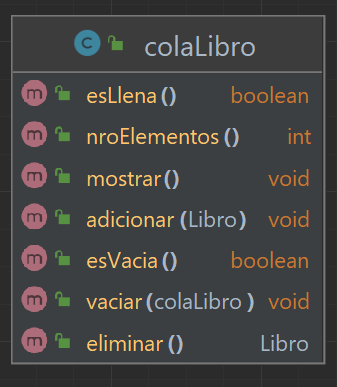 C colaLibro
m esLlena() boolean
m nroElementos() int
m mostrar() void
m adicionar(Libro) void
m esVacia() boolean
m vaciar(colaLibro) void
m eliminar() Libro